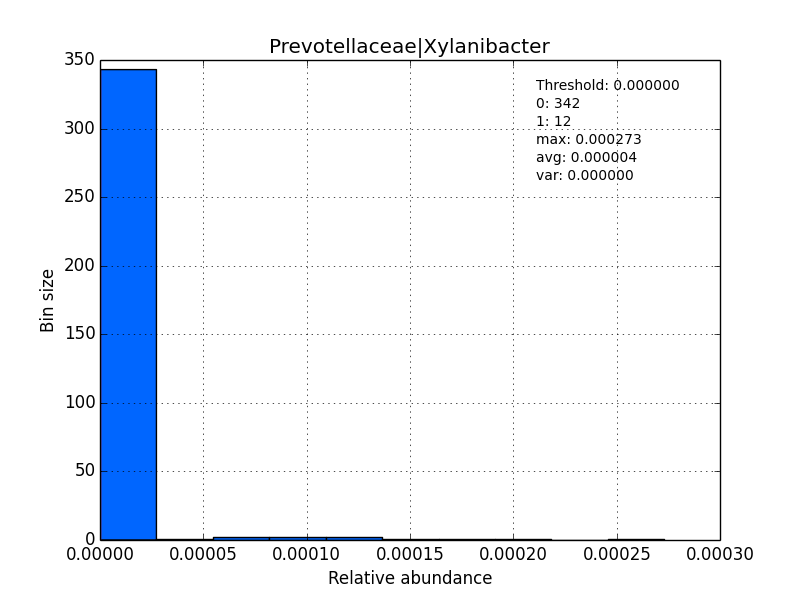 Prevotellaceae|Xylanibacter
350
300
250
200
150
100
50
0
Bin size
Threshold: 0.000000
0: 342
1: 12
max: 0.000273
avg: 0.000004
var: 0.000000
0.00000 0.00005 0.00010 0.00015 0.00020 0.00025 0.00030
Relative abundance